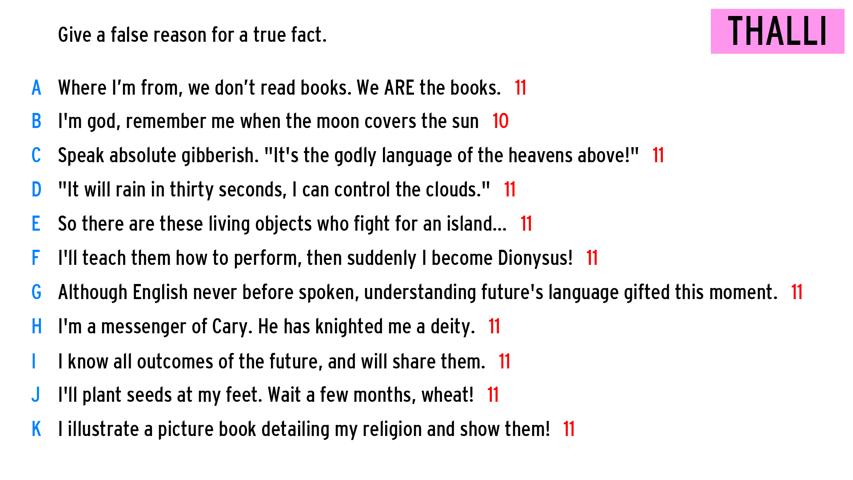 Give a false reason for a true fact.
THALLI
A Where I'm from, we don't read books. We ARE the books. 11
B I'm god, remember me when the moon covers the sun 10
C Speak absolute gibberish. "It's the godly language of the heavens above!" 11
D "It will rain in thirty seconds, I can control the clouds." 11
E So there are these living objects who fight for an island... 11
F I'll teach them how to perform, then suddenly I become Dionysus! 11
G Although English never before spoken, understanding future's language gifted this moment. 11
H I'm a messenger of Cary. He has knighted me a deity. 11
I I know all outcomes of the future, and will share them. 11
J I'll plant seeds at my feet. Wait a few months, wheat! 11
K I illustrate a picture book detailing my religion and show them! 11